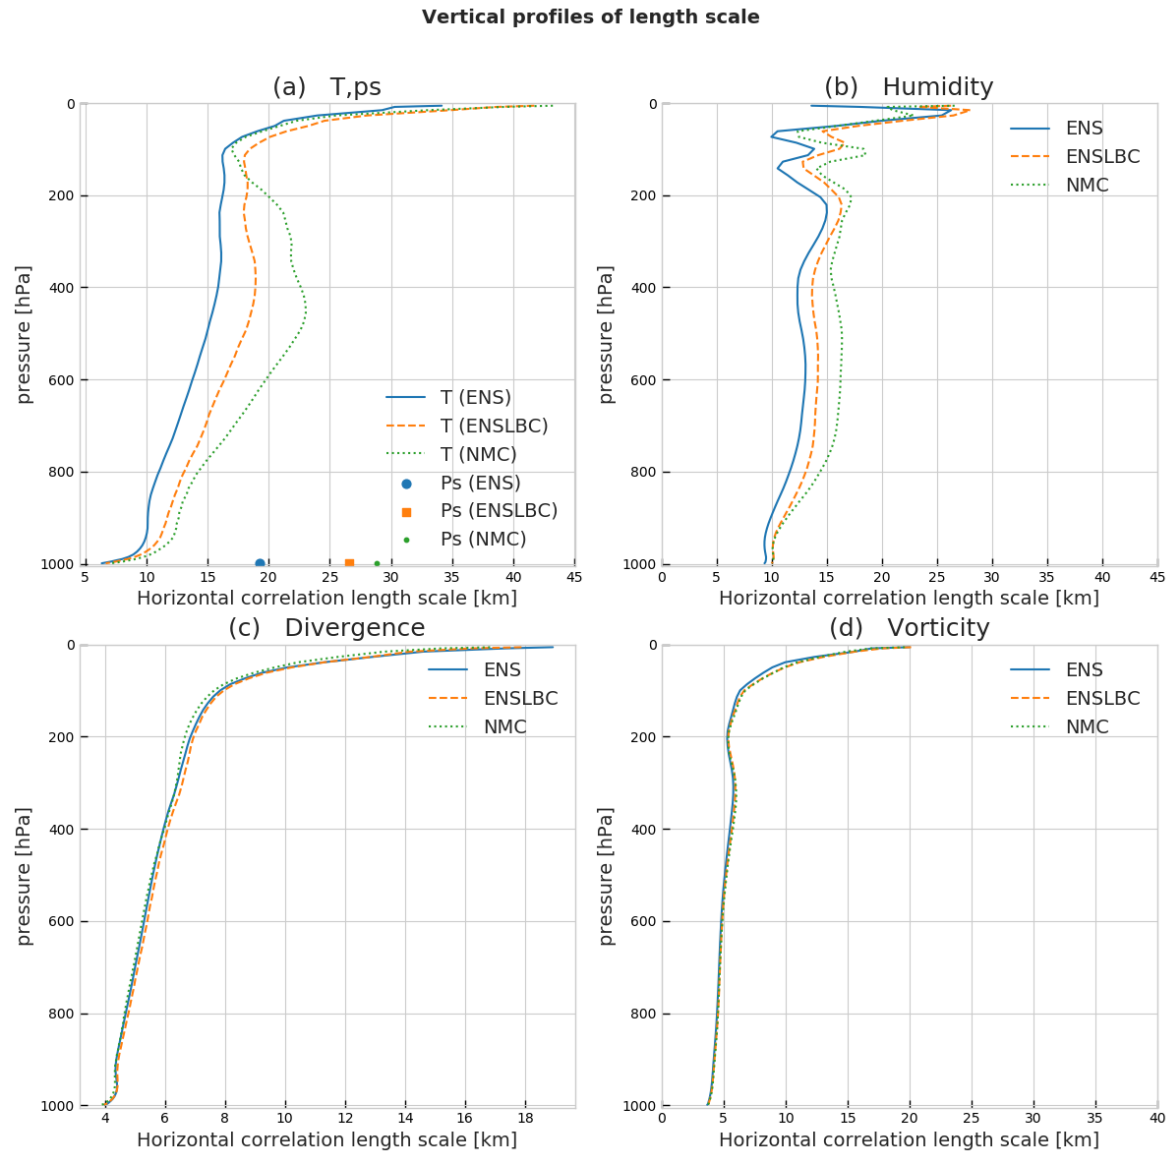 Vertical profiles of length scale
(a) T,ps
0
200
400
600
800
1000
pressure [hPa]
T (ENS)
T (ENSLBC)
T (NMC)
Ps (ENS)
Ps (ENSLBC)
Ps (NMC)
5 10 15 20 25 30 35 40 45
Horizontal correlation length scale [km]
(b) Humidity
0
200
400
600
800
1000
pressure [hPa]
ENS
ENSLBC
NMC
0 5 10 15 20 25 30 35 40 45
Horizontal correlation length scale [km]
(c) Divergence
0
200
400
600
800
1000
pressure [hPa]
ENS
ENSLBC
NMC
4 6 8 10 12 14 16 18
Horizontal correlation length scale [km]
(d) Vorticity
0
200
400
600
800
1000
pressure [hPa]
ENS
ENSLBC
NMC
0 5 10 15 20 25 30 35 40
Horizontal correlation length scale [km]